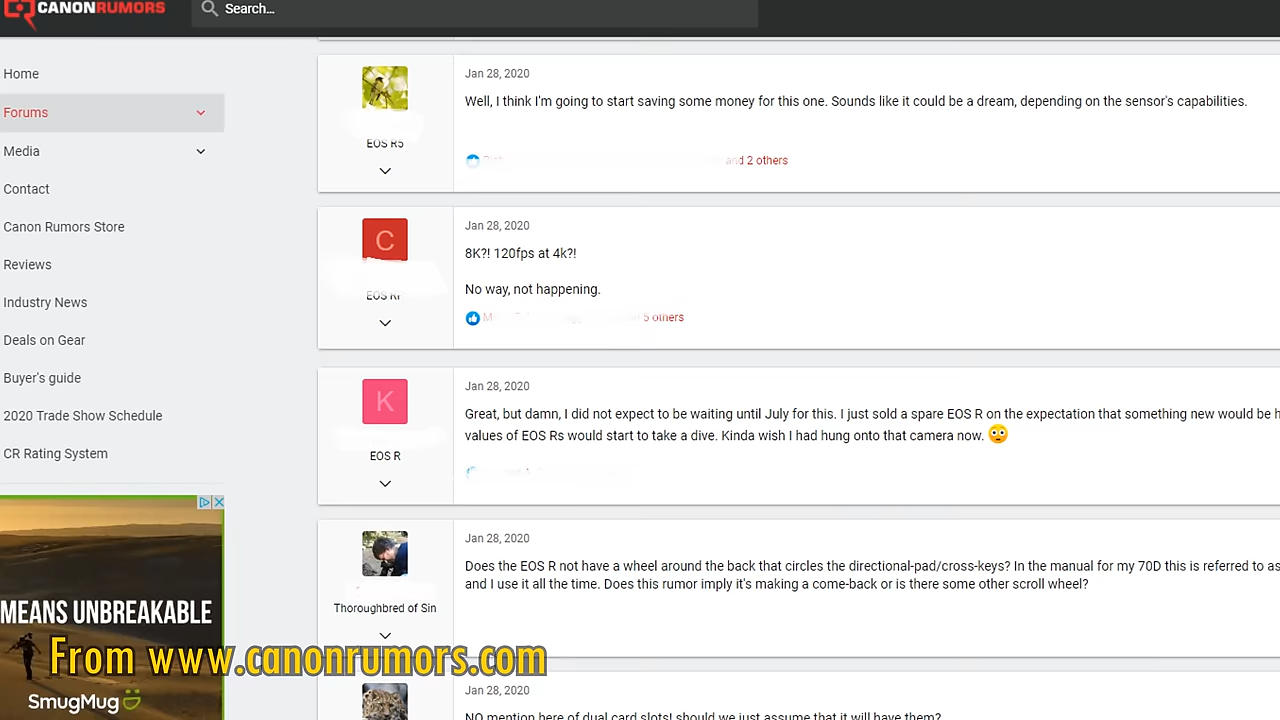 CANONRUMORS
Search...
Home
Forums
Media
Contact
Canon Rumors Store
Reviews
Industry News
Deals on Gear
Buyer's guide
2020 Trade Show Schedule
CR Rating System
MEANS UNBREAKABLE
SmugMug
Jan 28, 2020
Well, I think I'm going to start saving some money for this one. Sounds like it could be a dream, depending on the sensor's capabilities.
EOS R5
and 2 others
C
Jan 28, 2020
8K?! 120fps at 4k?!
No way, not happening.
5 others
K
EOS R
Jan 28, 2020
Great, but damn, I did not expect to be waiting until July for this. I just sold a spare EOS R on the expectation that something new would be
values of EOS Rs would start to take a dive. Kinda wish I had hung onto that camera now.
Thoroughbred of Sin
Jan 28, 2020
Does the EOS R not have a wheel around the back that circles the directional-pad/cross-keys? In the manual for my 70D this is referred to as
and I use it all the time. Does this rumor imply it's making a come-back or is there some other scroll wheel?
Jan 28, 2020
NO mention here of dual card slots! should we just assume that it will have them?
From www.canonrumors.com